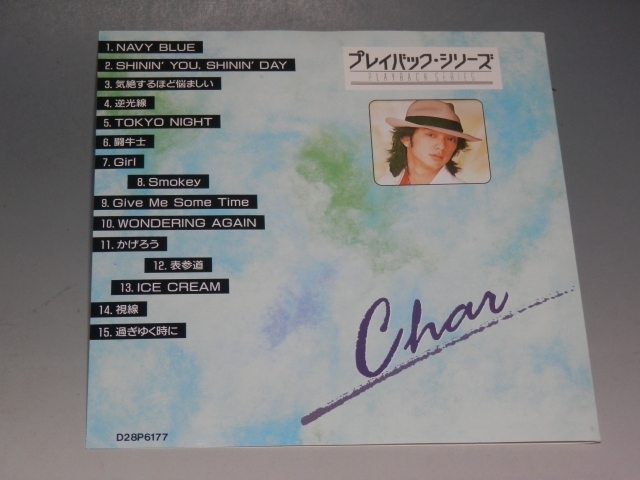 1. NAVY BLUE
2. SHININ' YOU, SHININ' DAY
3. 気絶するほど悩ましい
4. 逆光線
5. TOKYO NIGHT
6. 闘牛士
7. Girl
8. Smokey
9. Give Me Some Time
10. WONDERING AGAIN
11. かげろう
12. 表参道
13. ICE CREAM
14. 視線
15. 過ぎゆく時に
プレイバック・シリーズ
PLAYBACK SERIES
Char
D28P6177